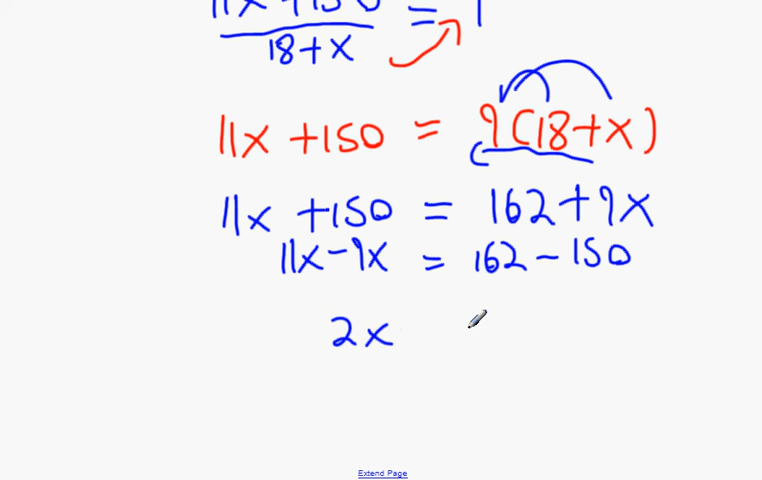 18+x
11x +150 = 9(18+x)
11x +150 = 162+9x
11x-9x = 162-150
2x
Extend Page